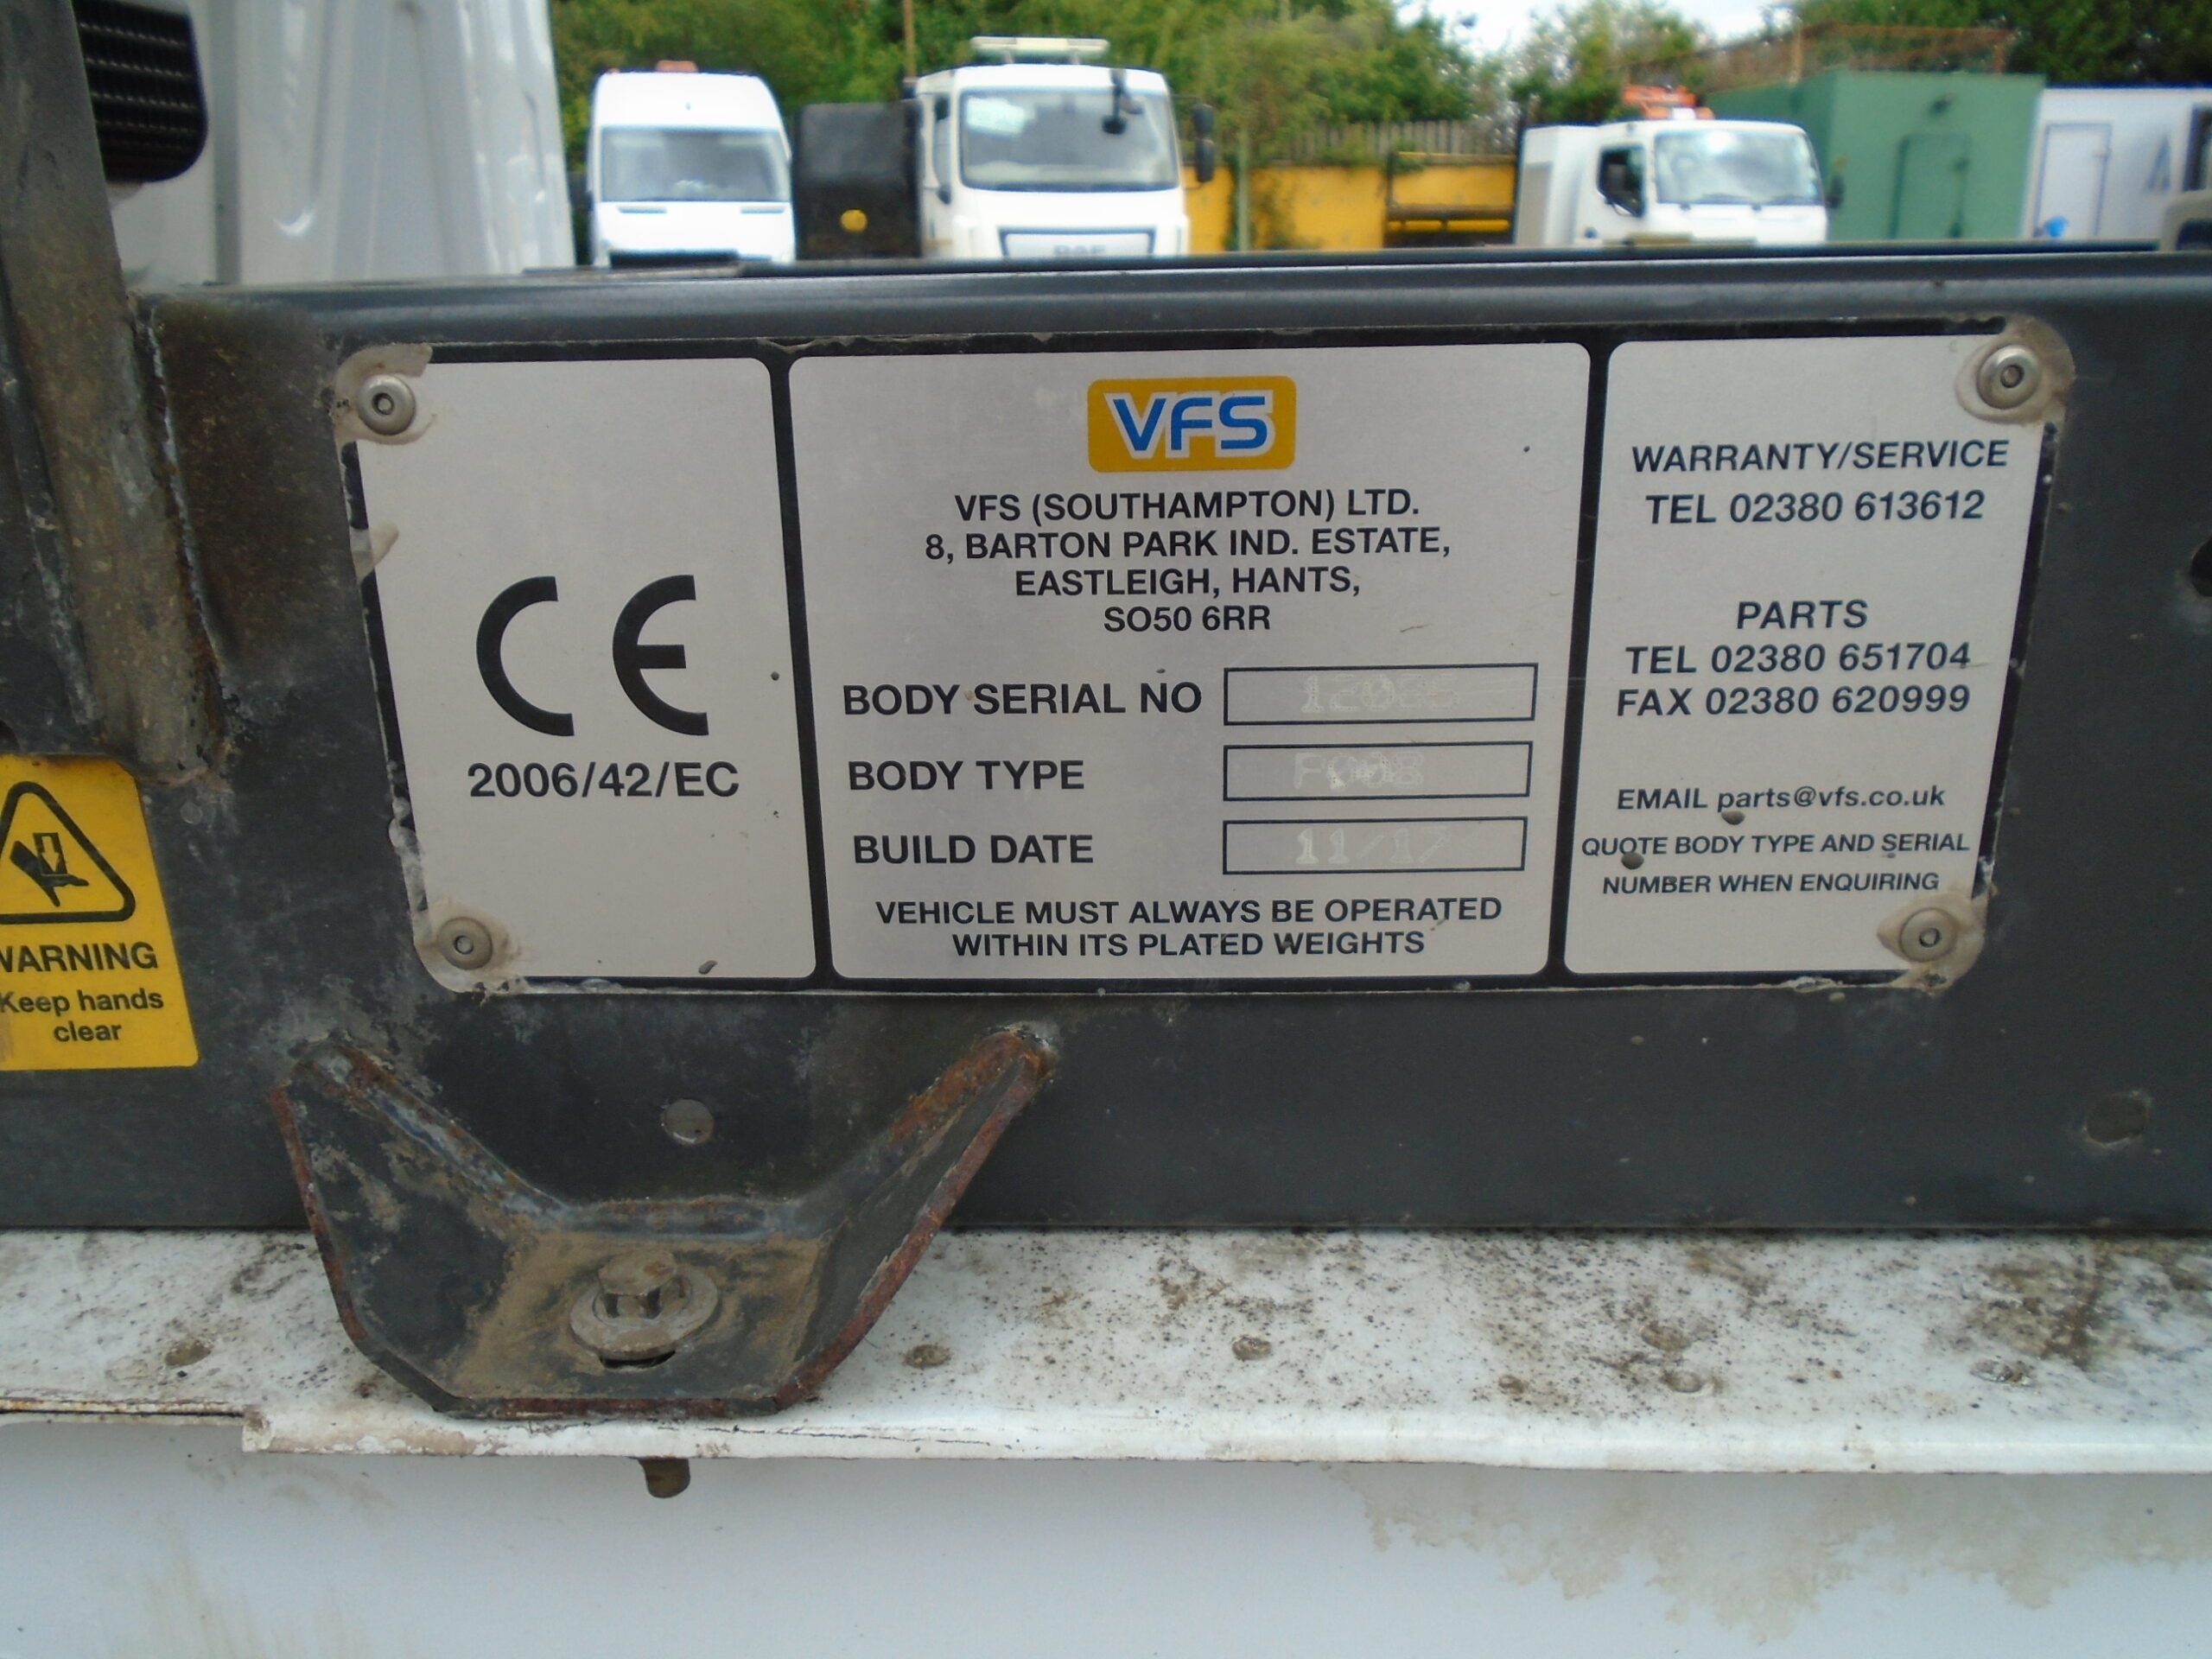 CE
2006/42/EC
VFS
VFS (SOUTHAMPTON) LTD.
8, BARTON PARK IND. ESTATE,
EASTLEIGH, HANTS,
SO50 6RR
BODY SERIAL NO
BODY TYPE
BUILD DATE 11/17
VEHICLE MUST ALWAYS BE OPERATED
WITHIN ITS PLATED WEIGHTS
WARRANTY/SERVICE
TEL 02380 613612
PARTS
TEL 02380 651704
FAX 02380 620999
EMAIL parts@vfs.co.uk
QUOTE BODY TYPE AND SERIAL
NUMBER WHEN ENQUIRING
WARNING
Keep hands
clear